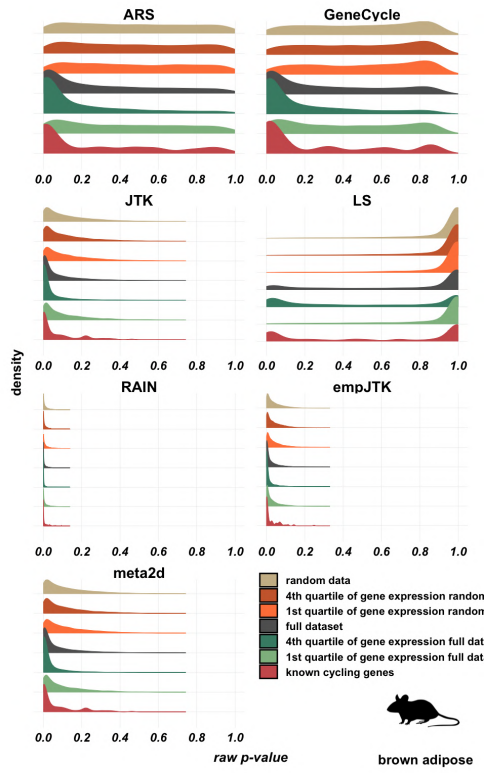 ARS GeneCycle
0.0 0.2 0.4 0.6 0.8 1.0 0.0 0.2 0.4 0.6 0.8 1.0
JTK LS
0.0 0.2 0.4 0.6 0.8 1.0 0.0 0.2 0.4 0.6 0.8 1.0
density
RAIN empJTK
0.0 0.2 0.4 0.6 0.8 1.0 0.0 0.2 0.4 0.6 0.8 1.0
meta2d
0.0 0.2 0.4 0.6 0.8 1.0
raw p-value
random data
4th quartile of gene expression random
1st quartile of gene expression random
full dataset
4th quartile of gene expression full dat
1st quartile of gene expression full dat
known cycling genes
brown adipose